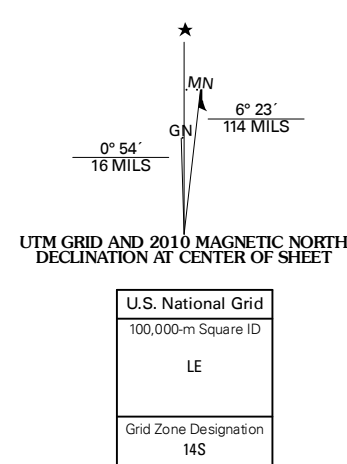 ★
MN
6° 23´
114 MILS
GN
0° 54´
16 MILS
UTM GRID AND 2010 MAGNETIC NORTH
DECLINATION AT CENTER OF SHEET
U.S. National Grid
100,000-m Square ID
LE
Grid Zone Designation
14S